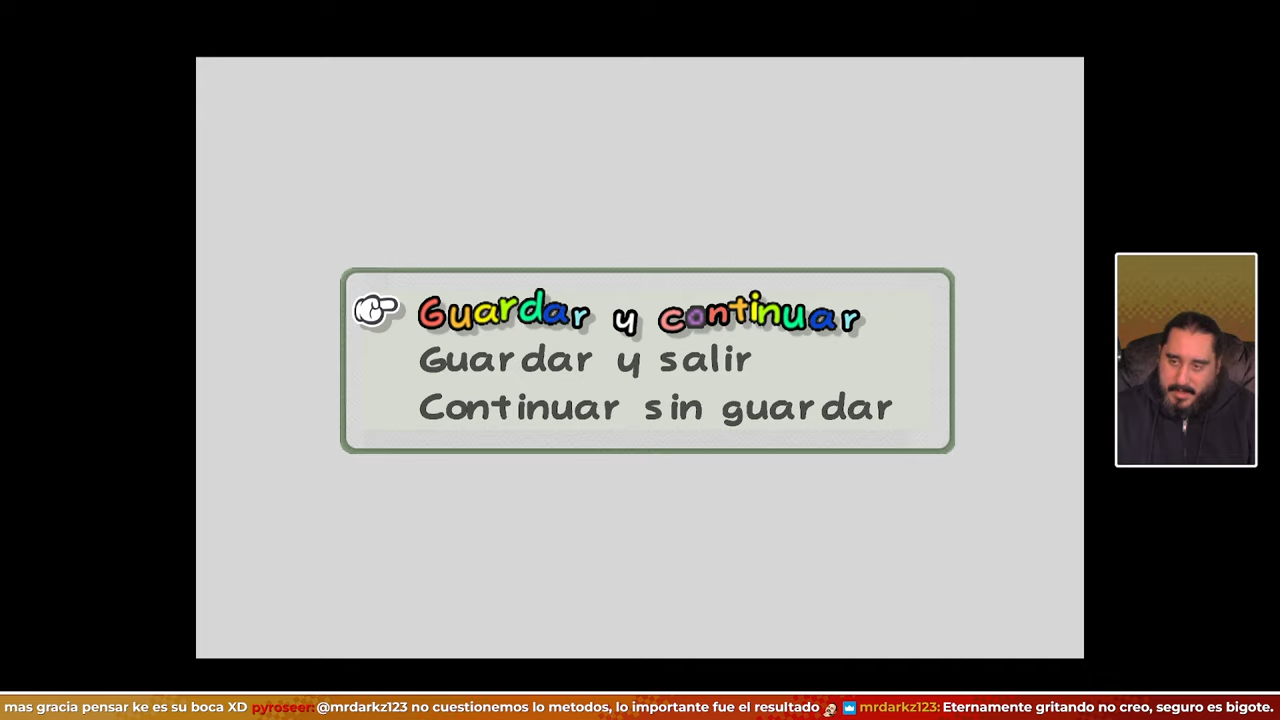 Guardar y continuar
Guardar y salir
Continuar sin guardar
mas gracia pensar ke es su boca XD pyroseer: @mrdarkz123 no cuestionemos lo metodos, lo importante fue el resultado mrdarkz123: Eternamente gritando no creo, seguro es bigote.